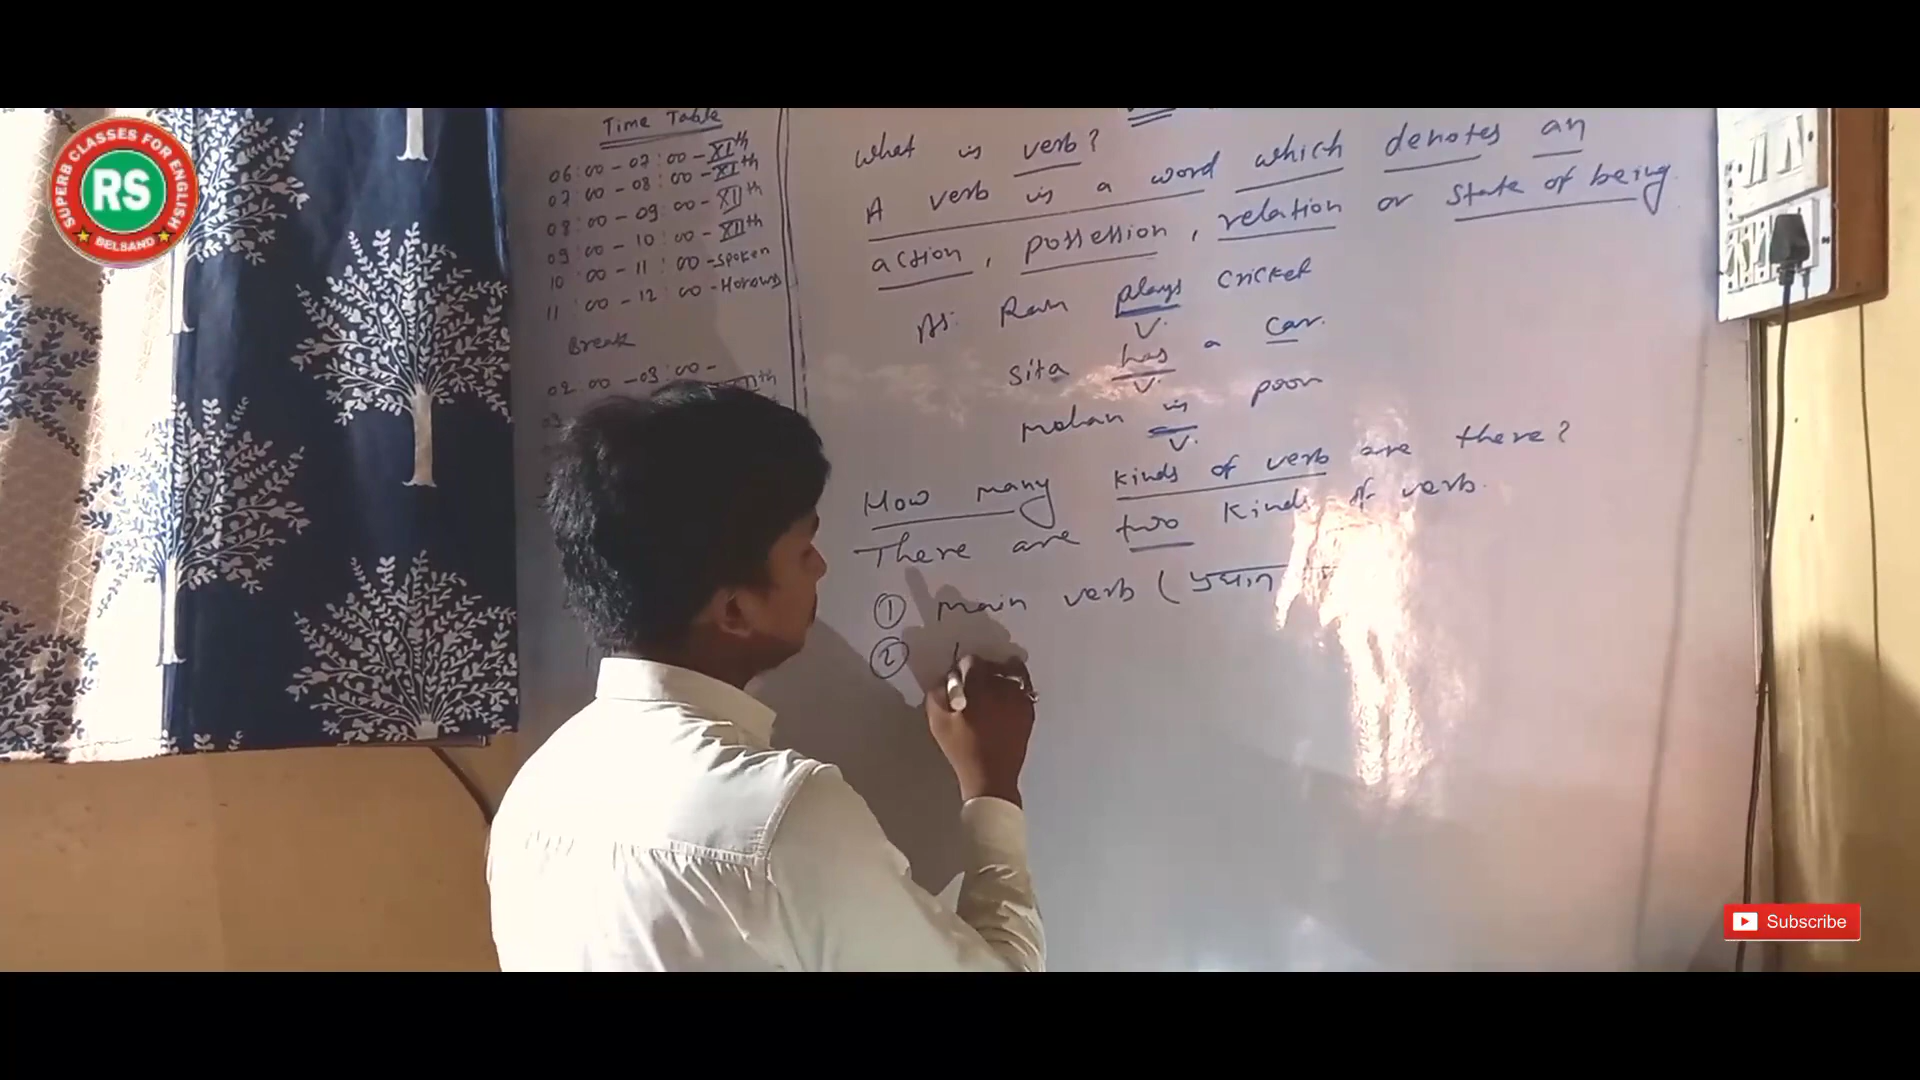 SUPERB CLASSES FOR ENGLISH
RS
BELSAND
Time Table
06:00 - 07:00 - XIth
07:00 - 08:00 - XIth
08:00 - 09:00 - XIIth
09:00 - 10:00 - XIIth
10:00 - 11:00 - Spoken
11:00 - 12:00 -
Break
02:00 - 03:00 -
What is verb?
A verb is a word which denotes an
action, possession, relation or state of being.
As: Ram plays cricket
V.
Sita has a car.
V.
Mohan is poor
V.
How many kinds of verb are there?
There are two kinds of verb.
① Main verb (प्रधान
②
Subscribe